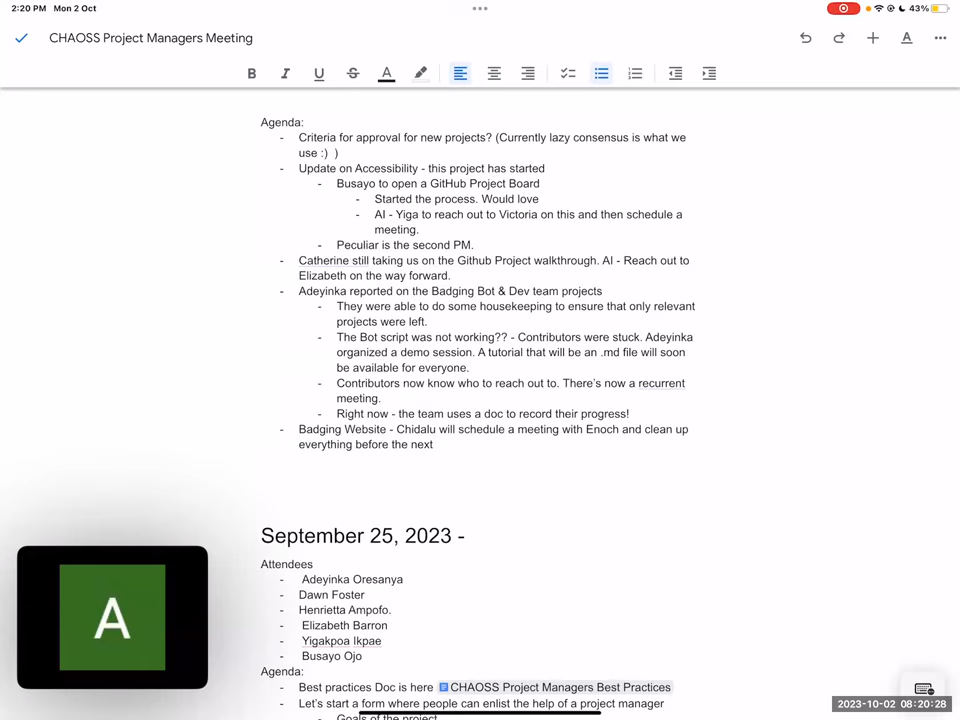 2:20 PM Mon 2 Oct
43%
CHAOSS Project Managers Meeting
Agenda:
- Criteria for approval for new projects? (Currently lazy consensus is what we
use :) )
- Update on Accessibility - this project has started
- Busayo to open a GitHub Project Board
- Started the process. Would love
- AI - Yiga to reach out to Victoria on this and then schedule a
meeting.
- Peculiar is the second PM.
- Catherine still taking us on the Github Project walkthrough. AI - Reach out to
Elizabeth on the way forward.
- Adeyinka reported on the Badging Bot & Dev team projects
- They were able to do some housekeeping to ensure that only relevant
projects were left.
- The Bot script was not working?? - Contributors were stuck. Adeyinka
organized a demo session. A tutorial that will be an .md file will soon
be available for everyone.
- Contributors now know who to reach out to. There's now a recurrent
meeting.
- Right now - the team uses a doc to record their progress!
- Badging Website - Chidalu will schedule a meeting with Enoch and clean up
everything before the next
September 25, 2023 -
Attendees
- Adeyinka Oresanya
- Dawn Foster
- Henrietta Ampofo.
- Elizabeth Barron
- Yigakpoa Ikpae
- Busayo Ojo
Agenda:
- Best practices Doc is here CHAOSS Project Managers Best Practices
- Let's start a form where people can enlist the help of a project manager
- Goals of the project
A
2023-10-02 08:20:28